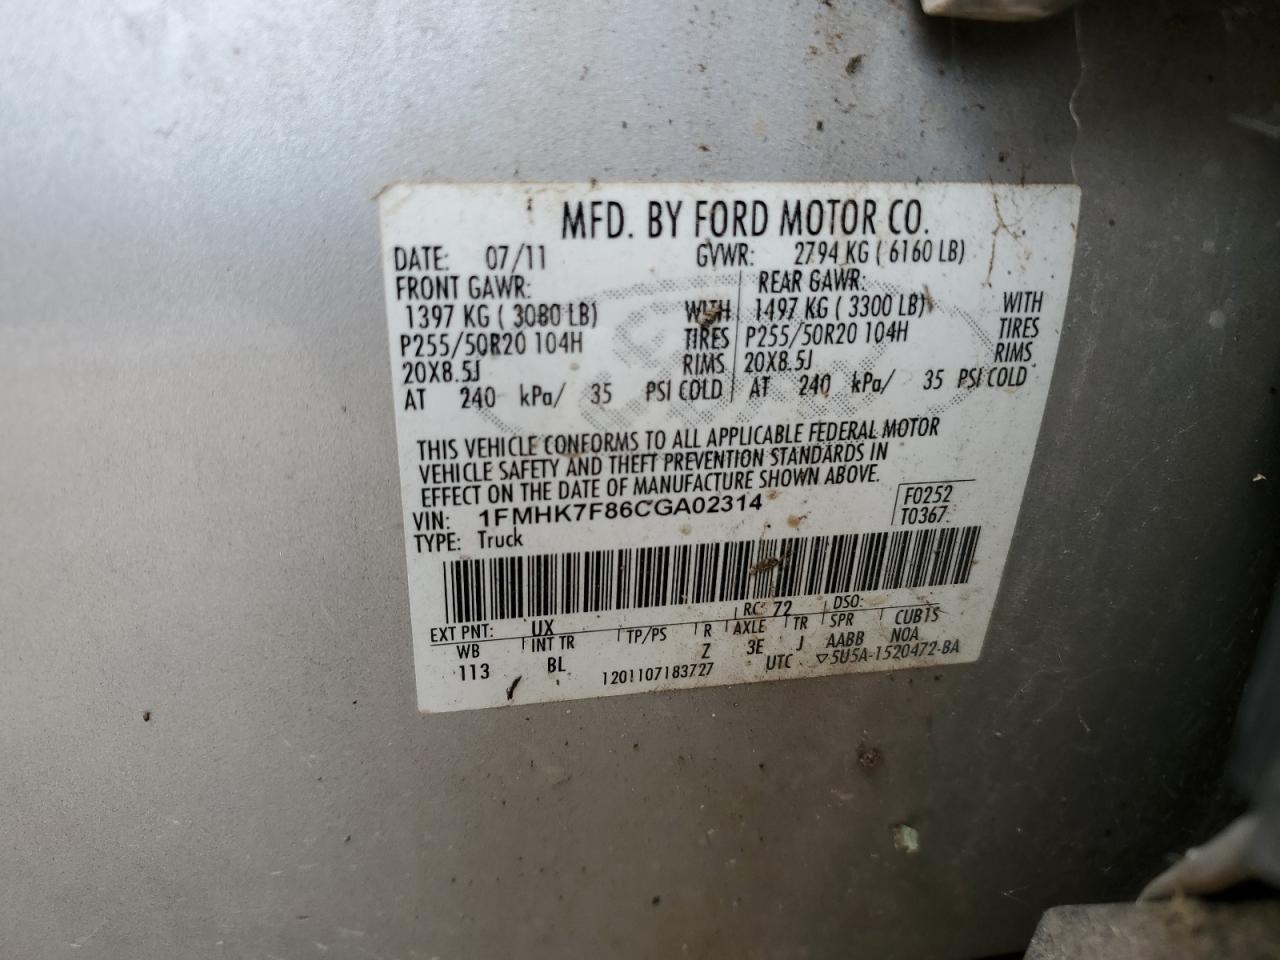 MFD. BY FORD MOTOR CO.
DATE: 07/11 GVWR: 2794 KG ( 6160 LB)
FRONT GAWR: REAR GAWR:
1397 KG ( 3080 LB) WITH 1497 KG ( 3300 LB) WITH
P255/50R20 104H TIRES P255/50R20 104H TIRES
20X8.5J RIMS 20X8.5J RIMS
AT 240 kPa/ 35 PSI COLD AT 240 kPa/ 35 PSI COLD
THIS VEHICLE CONFORMS TO ALL APPLICABLE FEDERAL MOTOR
VEHICLE SAFETY AND THEFT PREVENTION STANDARDS IN
EFFECT ON THE DATE OF MANUFACTURE SHOWN ABOVE.
VIN: 1FMHK7F86CGA02314 F0252
TYPE: Truck T0367
RC: 72 DSO:
EXT PNT: UX
WB INT TR TP/PS R AXLE TR SPR CUBTS
113 BL Z 3E J AABB NOA
1201107183727 UTC ▽5U5A-1520472-BA